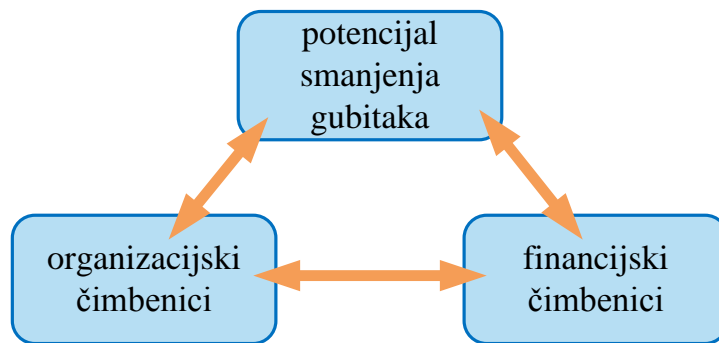 potencijal
smanjenja
gubitaka
organizacijski
čimbenici
financijski
čimbenici